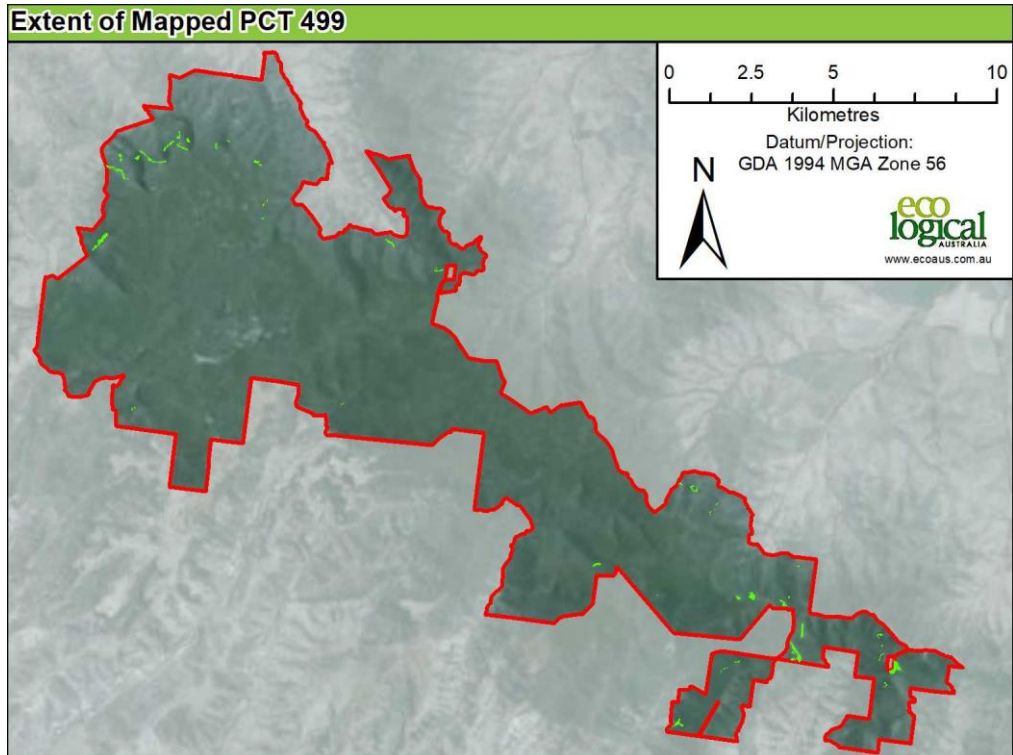 Extent of Mapped PCT 499
0 2.5 5 10
Kilometres
Datum/Projection:
GDA 1994 MGA Zone 56
N
eco
logical
AUSTRALIA
www.ecoaus.com.au